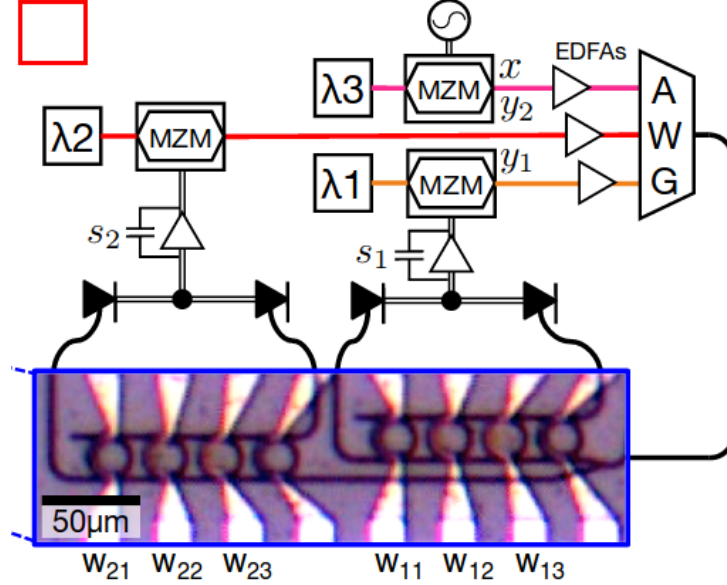 EDFAs
λ3 MZM x A
y₂
λ2 MZM W
λ1 MZM y₁ G
s₂ s₁
50μm
w₂₁ w₂₂ w₂₃ w₁₁ w₁₂ w₁₃